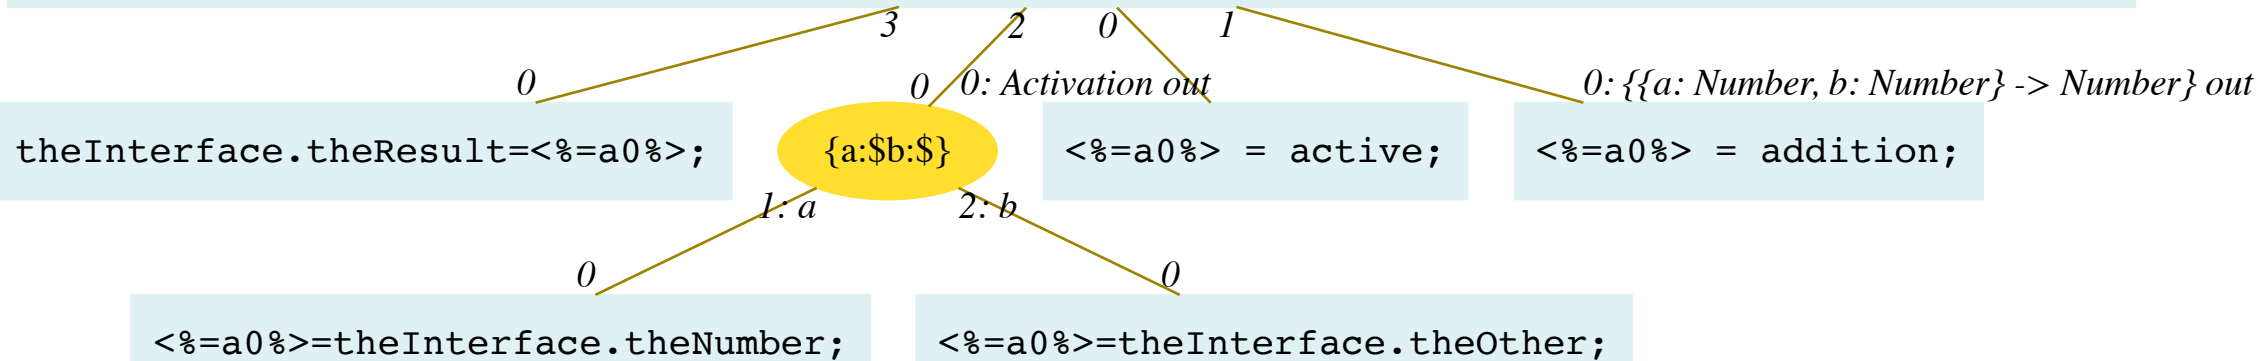 3 2 0 1
0 0 0: Activation out 0: {{a: Number, b: Number} -> Number} out
theInterface.theResult=<%=a0%>; {a:$b:$} <%=a0%> = active; <%=a0%> = addition;
1: a 2: b
0 0
<%=a0%>=theInterface.theNumber; <%=a0%>=theInterface.theOther;